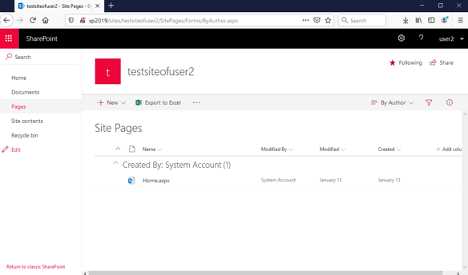 testsiteofuser2 - Site Pages - 
sp2019/sites/testsiteofuser2/SitePages/Forms/ByAuthor.aspx
Search
SharePoint
user2
Search
Home
Documents
Pages
Site contents
Recycle bin
Edit
t
testsiteofuser2
Following
Share
New
Export to Excel
By Author
Site Pages
Name
Modified By
Modified
Created
Add colu
Created By: System Account (1)
Home.aspx
System Account
January 13
January 13
Return to classic SharePoint